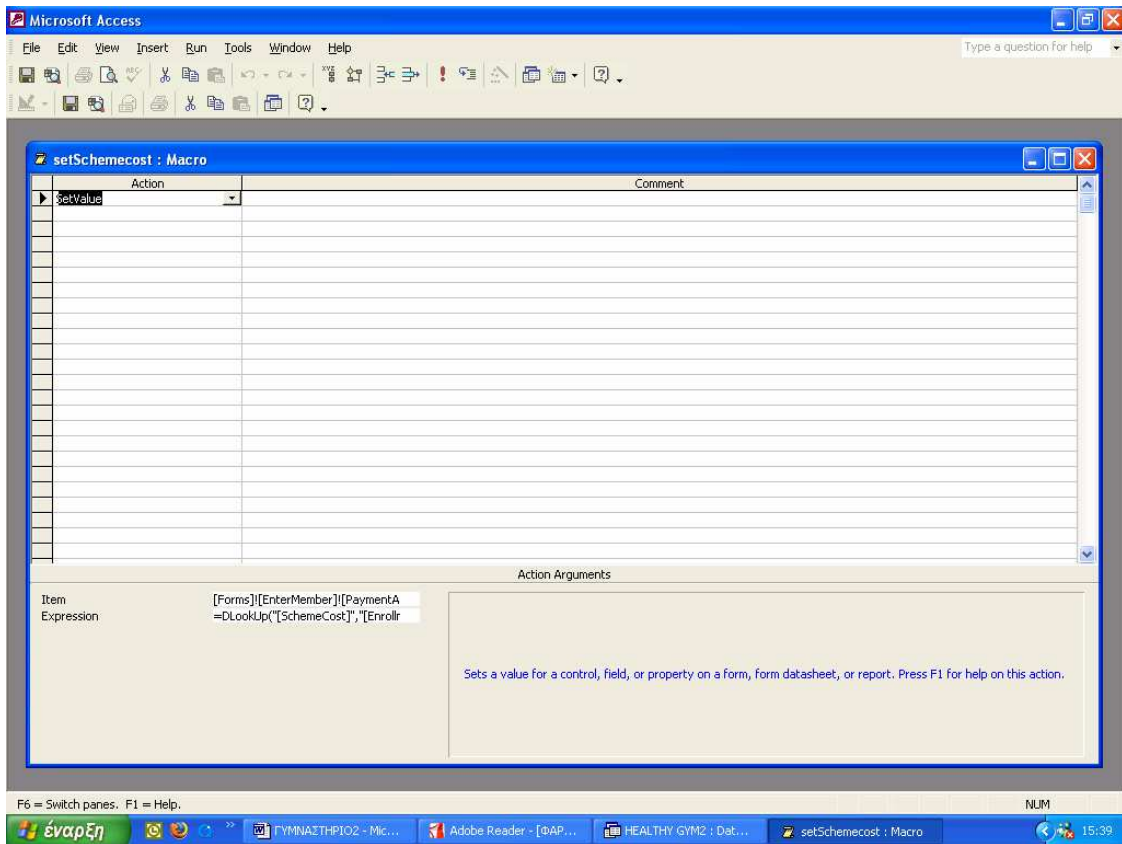 Microsoft Access
File Edit View Insert Run Tools Window Help
Type a question for help
setSchemecost : Macro
Action Comment
SetValue
Action Arguments
Item [Forms]![EnterMember]![PaymentA
Expression =DLookUp("[SchemeCost]","[Enrollr
Sets a value for a control, field, or property on a form, form datasheet, or report. Press F1 for help on this action.
F6 = Switch panes. F1 = Help. NUM
έναρξη ΓΥΜΝΑΣΤΗΡΙΟ2 - Mic... Adobe Reader - [ΦΑΡ... HEALTHY GYM2 : Dat... setSchemecost : Macro 15:39